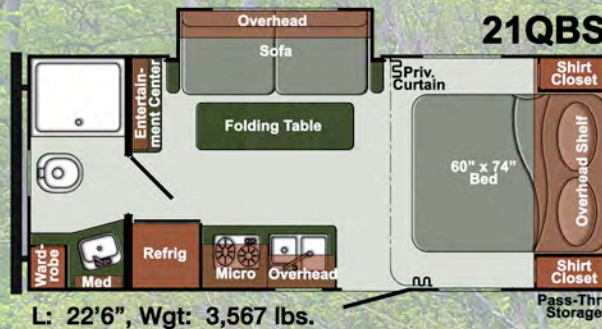 21QBS
Overhead
Sofa
Priv.
Curtain
Shirt
Closet
Entertain-
ment Center
Folding Table
60" x 74"
Bed
Overhead Shelf
Refrig
Micro
Overhead
Ward-
robe
Med
Shirt
Closet
Pass-Thr
Storage
L: 22'6", Wgt: 3,567 lbs.